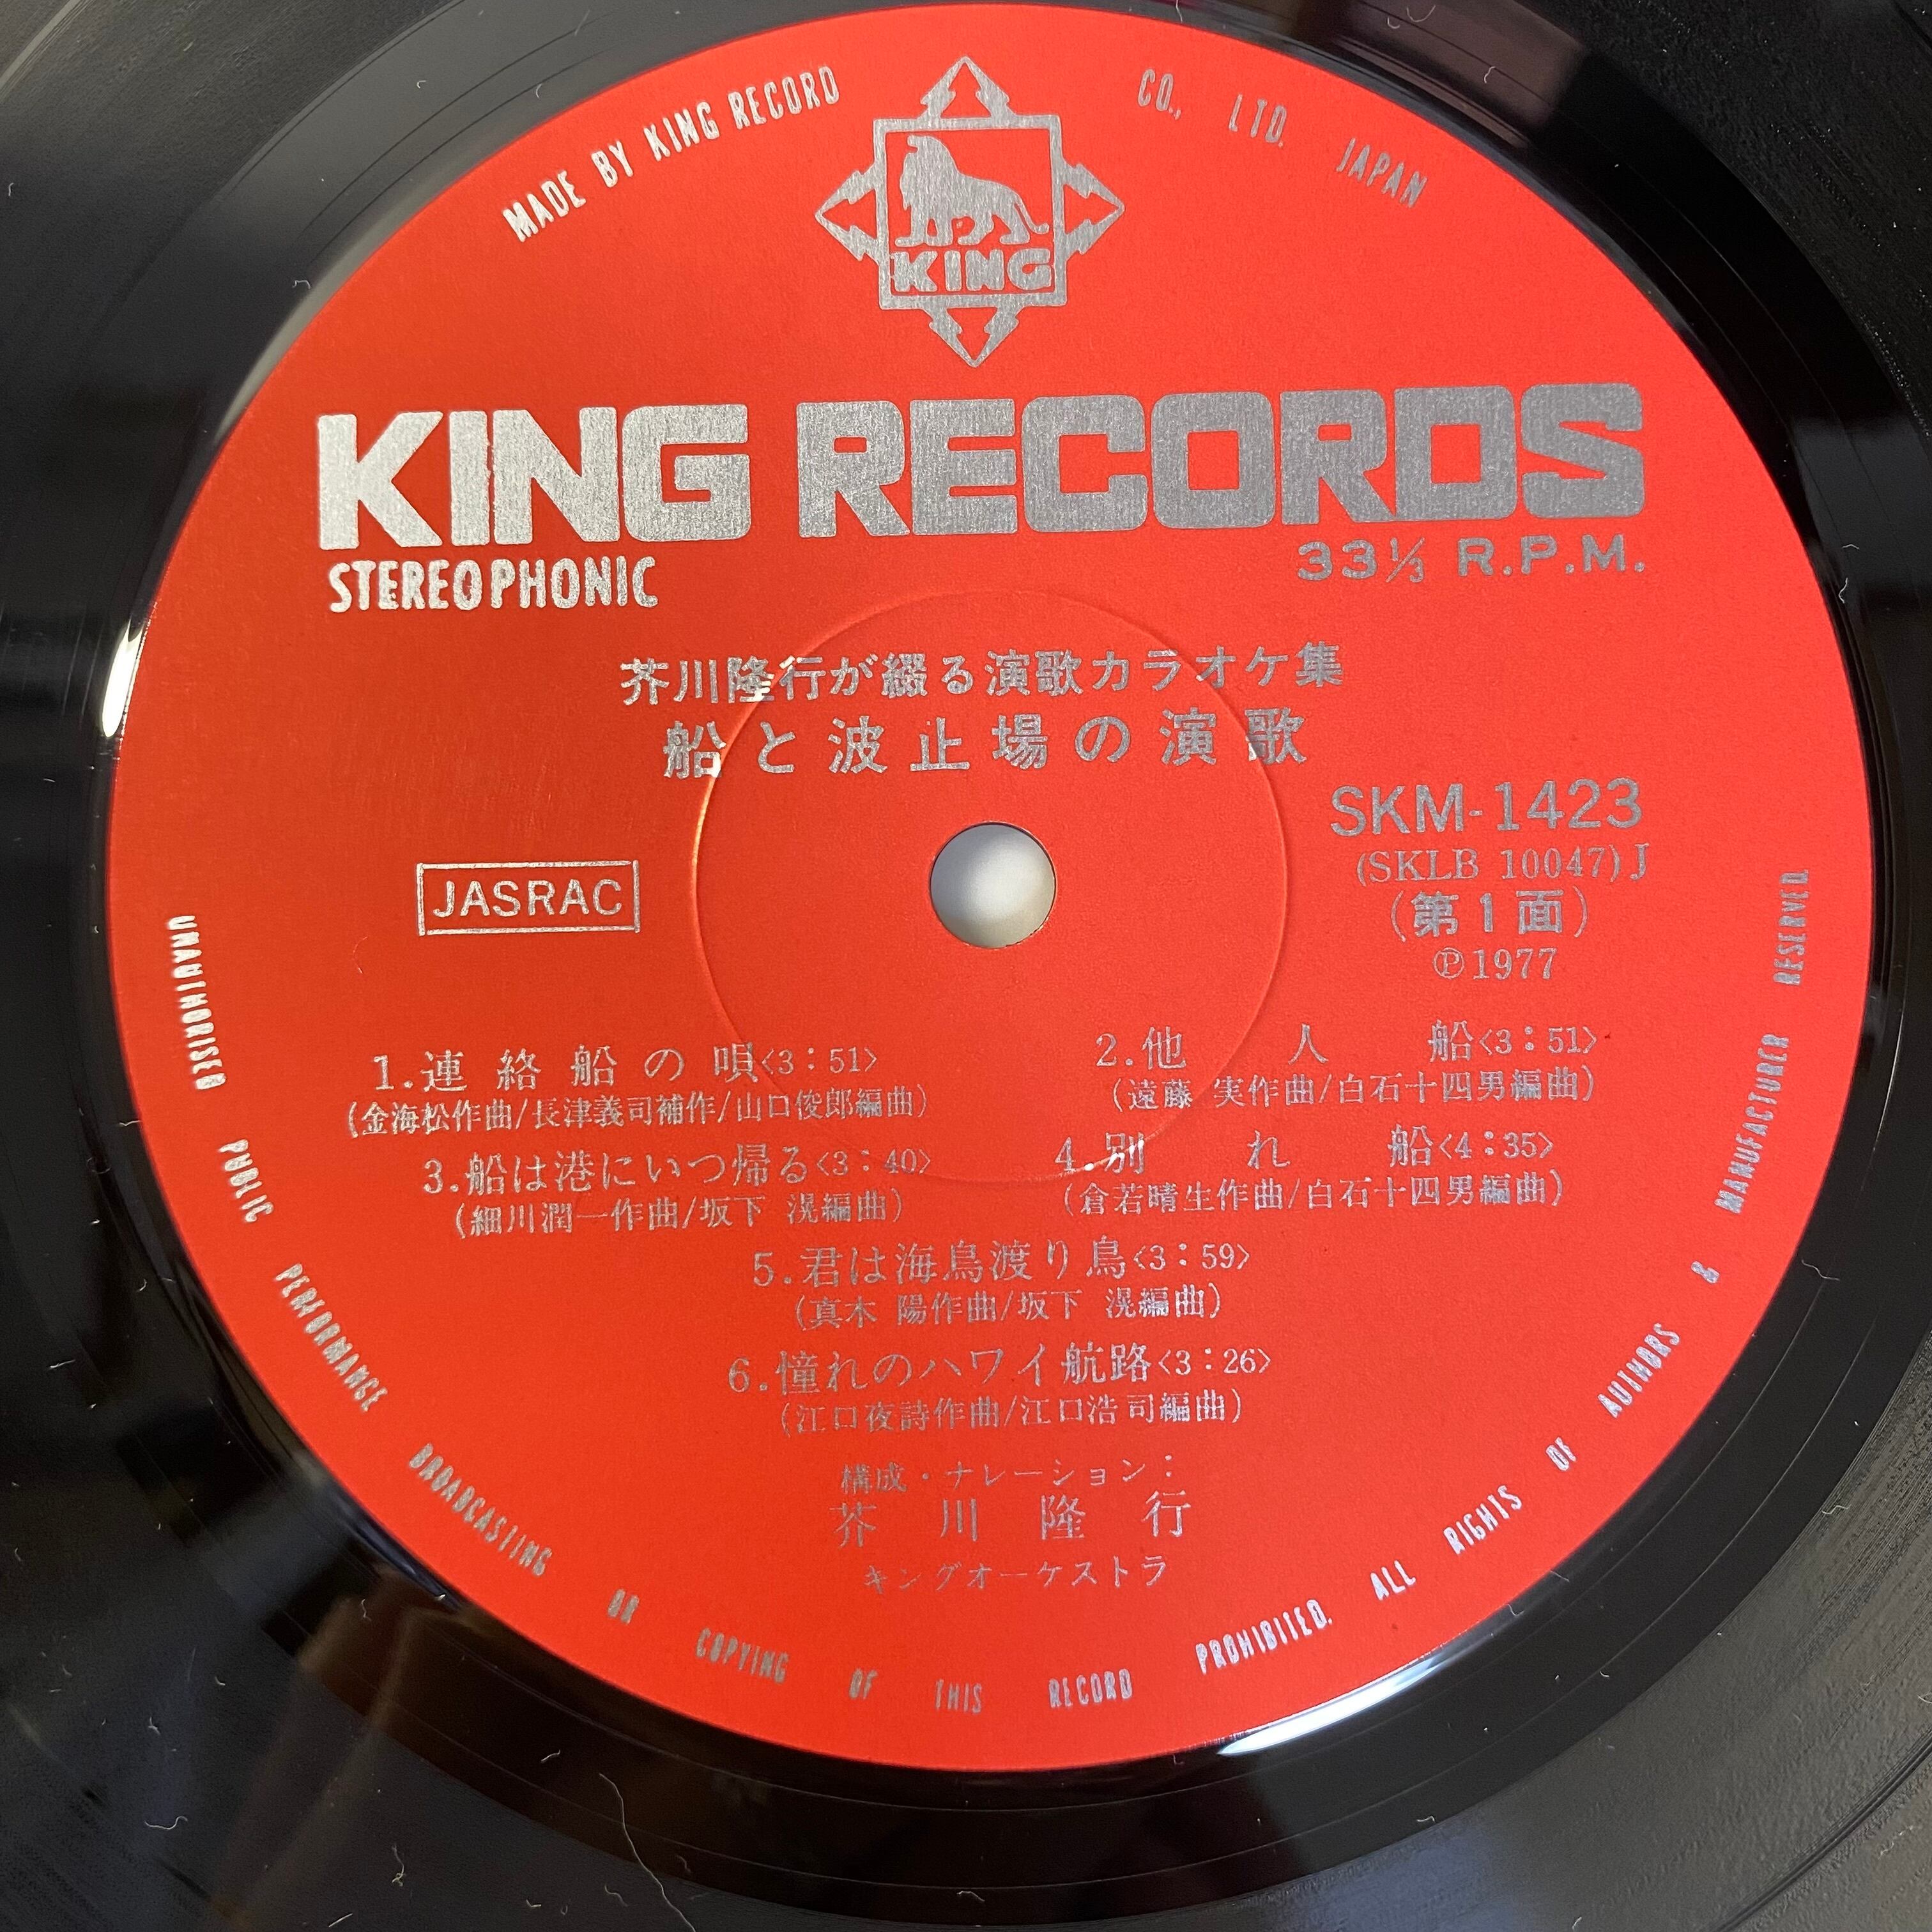 MADE BY KING RECORD CO., LTD. JAPAN
KING
KING RECORDS
STEREOPHONIC
33⅓ R.P.M.
芥川隆行が綴る演歌カラオケ集
船と波止場の演歌
SKM-1423
(SKLB 10047) J
JASRAC
(第1面)
Ⓟ1977
1.連絡船の唄<3:51>
(金海松作曲/長津義司補作/山口俊郎編曲)
2.他人船<3:51>
(遠藤 実作曲/白石十四男編曲)
3.船は港にいつ帰る<3:40>
(細川潤一作曲/坂下 滉編曲)
4.別れ船<4:35>
(倉若晴生作曲/白石十四男編曲)
5.君は海鳥渡り鳥<3:59>
(真木 陽作曲/坂下 滉編曲)
6.憧れのハワイ航路<3:26>
(江口夜詩作曲/江口浩司編曲)
構成・ナレーション:
芥川隆行
キングオーケストラ
UNAUTHORISED PUBLIC PERFORMANCE BROADCASTING OR COPYING OF THIS RECORD PROHIBITED. ALL RIGHTS OF AUTHORS & MANUFACTURER RESERVED.